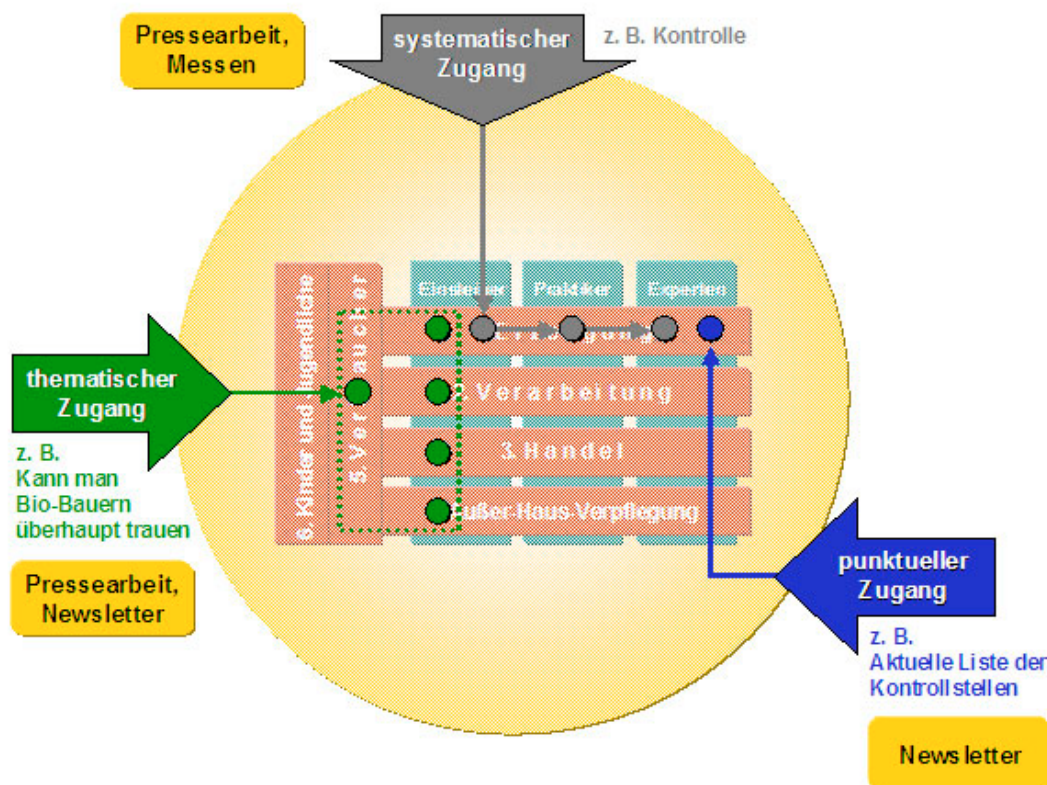 Pressearbeit,
Messen
systematischer
Zugang
z. B. Kontrolle
Einsteiger
Praktiker
Experten
2. Verarbeitung
3. Handel
Außer-Haus-Verpflegung
5. Verbraucher
6. Kinder und Jugendliche
thematischer
Zugang
z. B.
Kann man
Bio-Bauern
überhaupt trauen
Pressearbeit,
Newsletter
punktueller
Zugang
z. B.
Aktuelle Liste der
Kontrollstellen
Newsletter